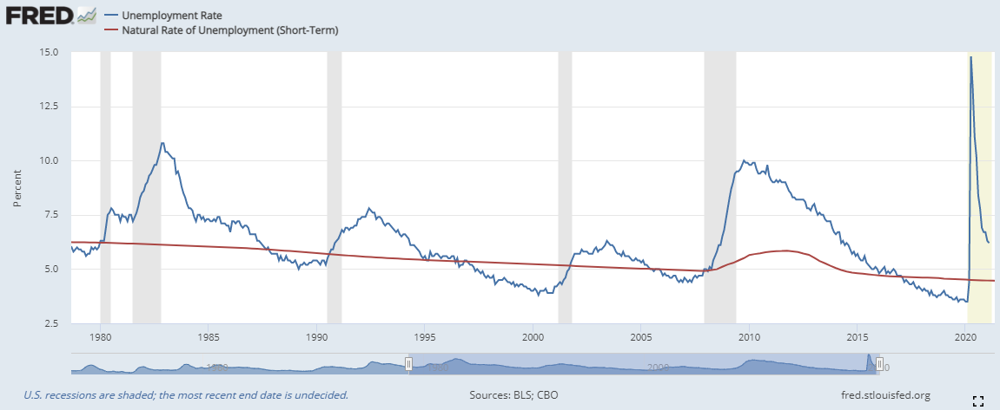 FRED
Unemployment Rate
Natural Rate of Unemployment (Short-Term)
15.0
12.5
10.0
7.5
5.0
2.5
Percent
1980
1985
1990
1995
2000
2005
2010
2015
2020
U.S. recessions are shaded; the most recent end date is undecided.
Sources: BLS; CBO
fred.stlouisfed.org